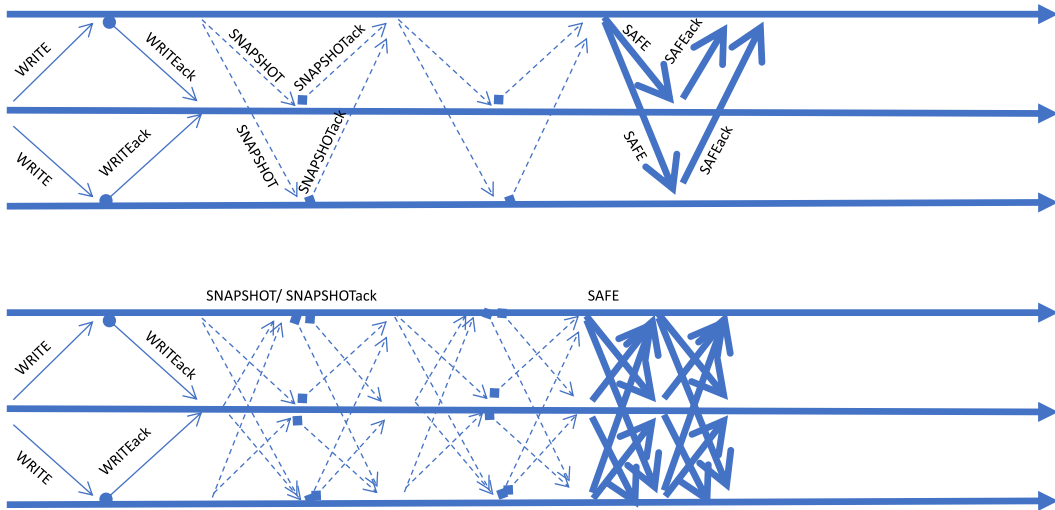 WRITE
WRITEack
SNAPSHOT
SNAPSHOTack
SAFE
SAFEack
WRITE
WRITEack
SNAPSHOT
SNAPSHOTack
SAFE
SAFEack
SNAPSHOT/ SNAPSHOTack
SAFE
WRITE
WRITEack
WRITE
WRITEack